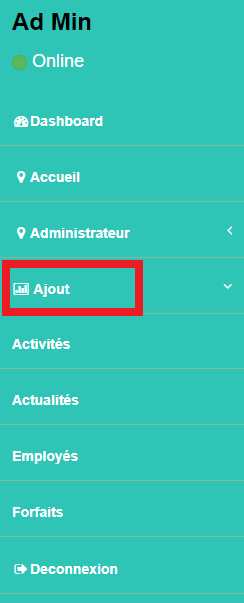 Ad Min
Online
Dashboard
Accueil
Administrateur
Ajout
Activités
Actualités
Employés
Forfaits
Deconnexion